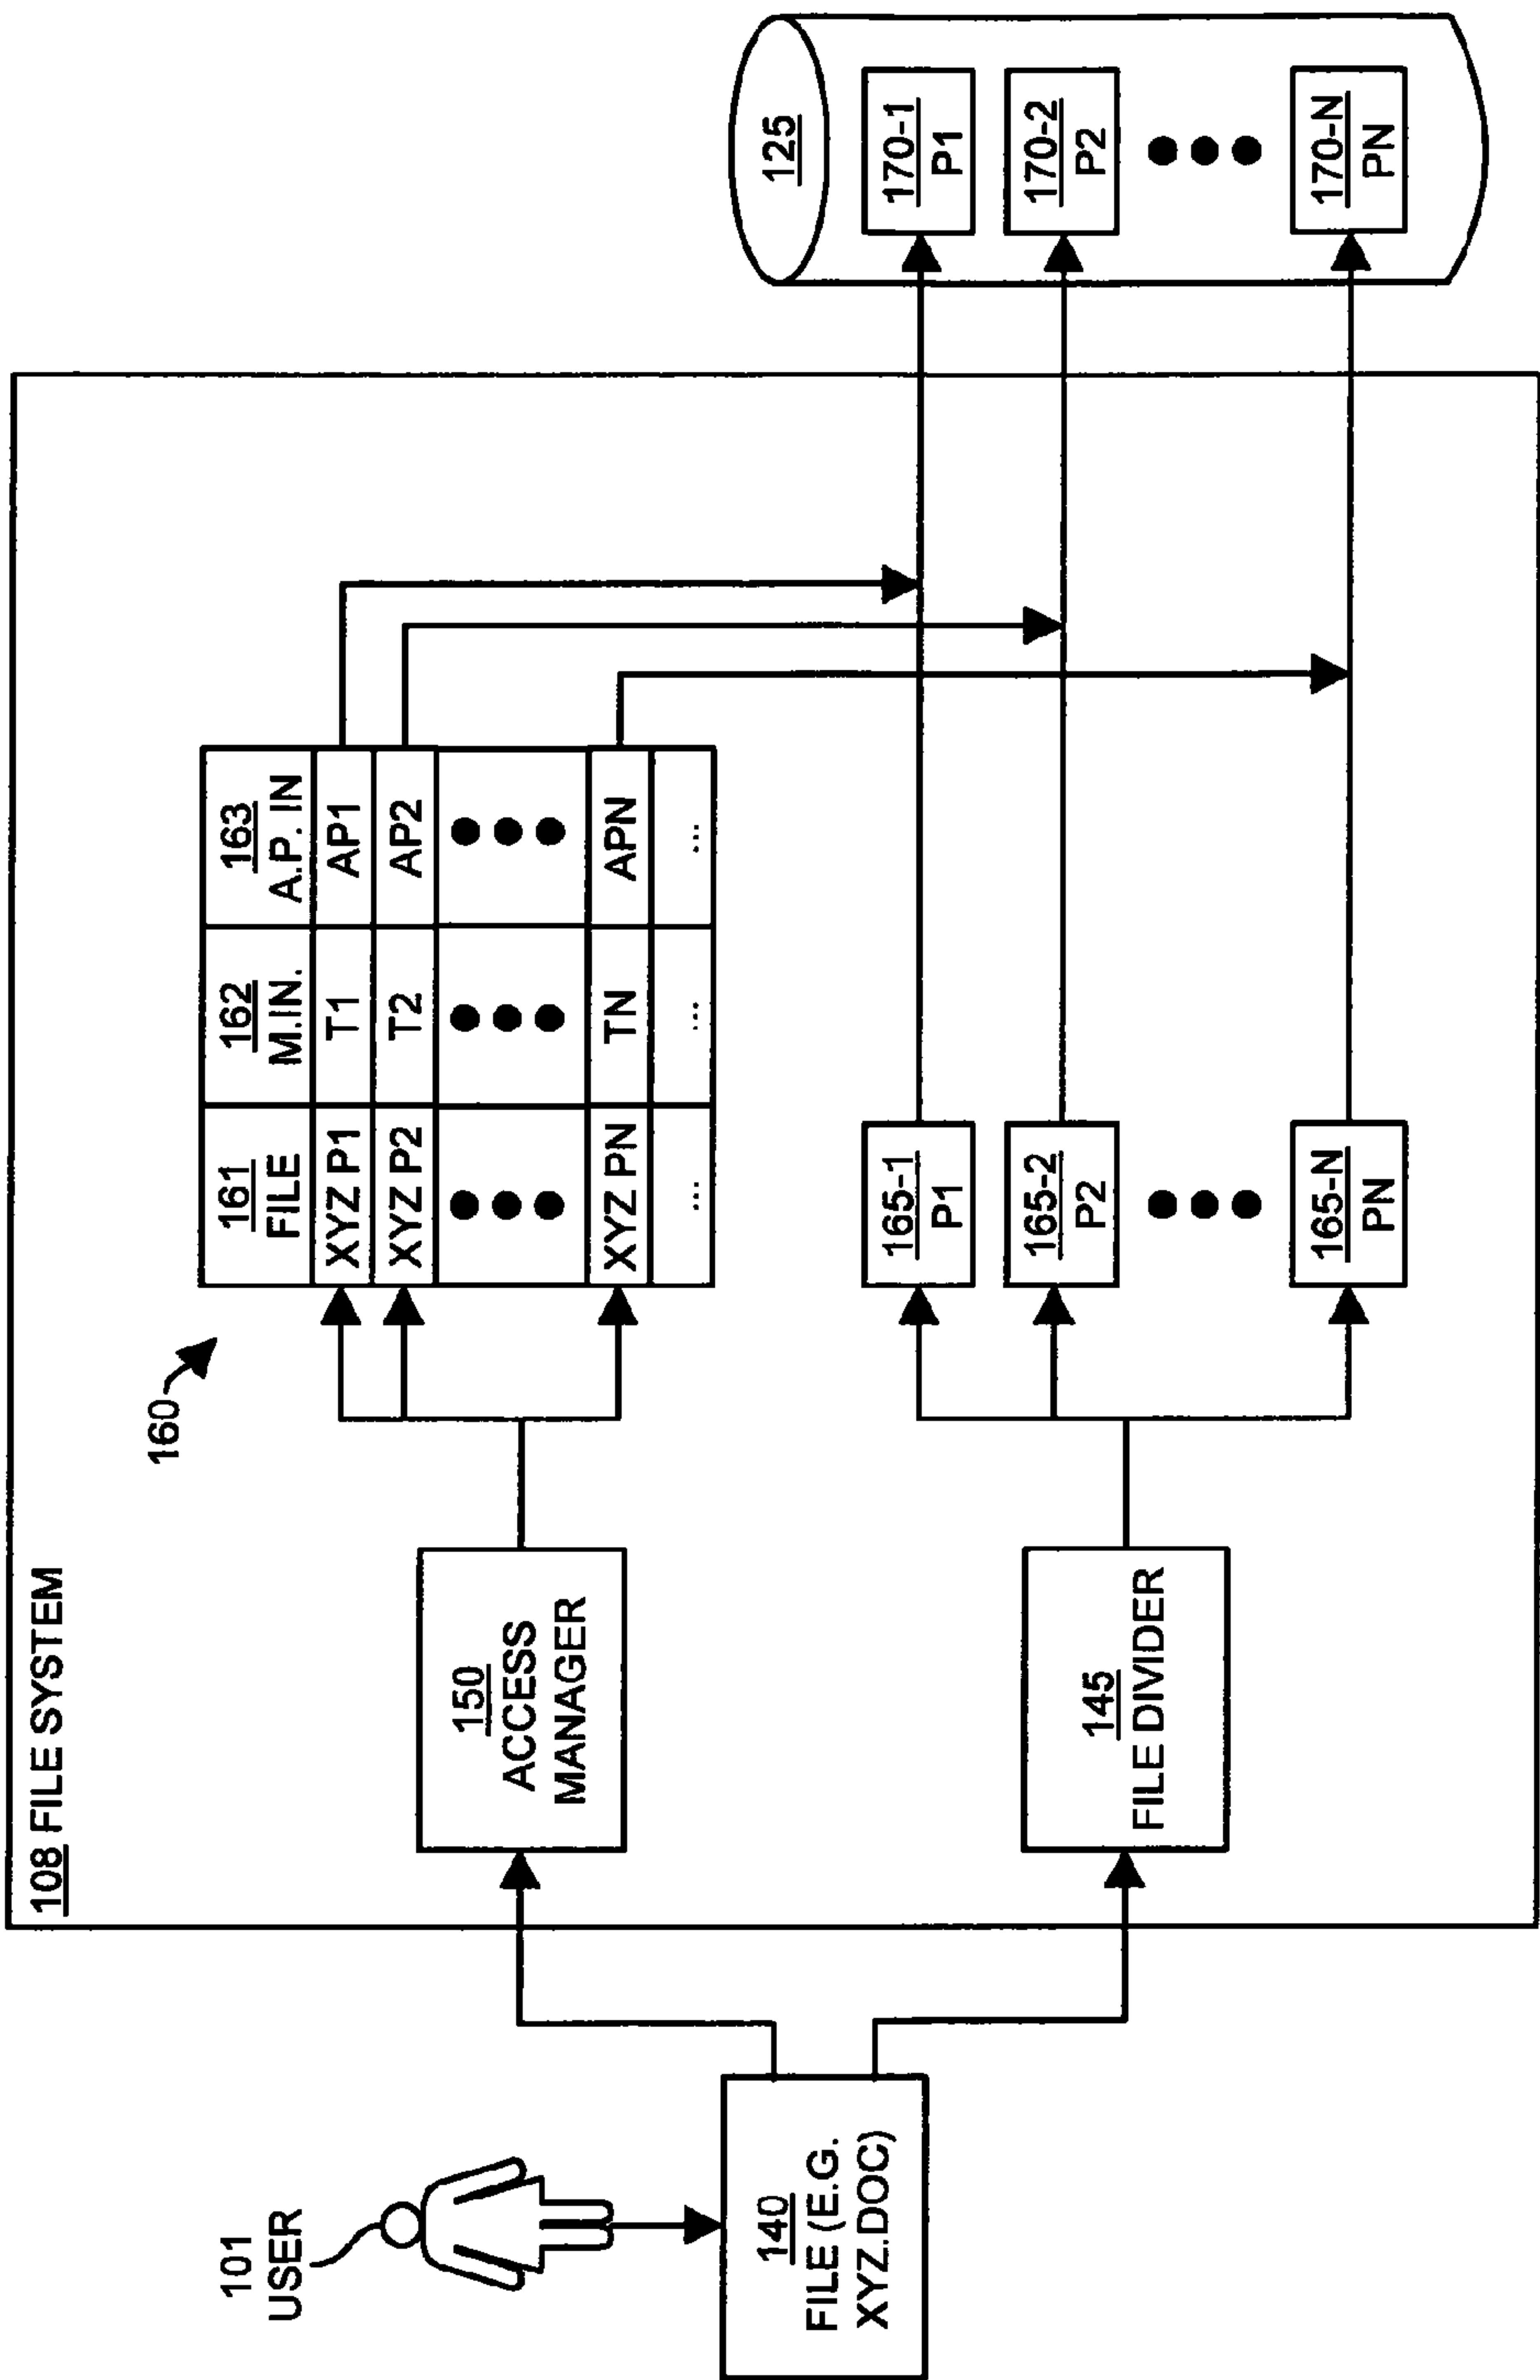 108 FILE SYSTEM
101
USER
140
FILE (E.G.
XYZ.DOC)
150
ACCESS
MANAGER
145
FILE DIVIDER
160
161
FILE
162
M.IN.
163
A.P. IN
XYZ P1
T1
AP1
XYZ P2
T2
AP2
XYZ PN
TN
APN
...
...
...
165-1
P1
165-2
P2
165-N
PN
125
170-1
P1
170-2
P2
170-N
PN